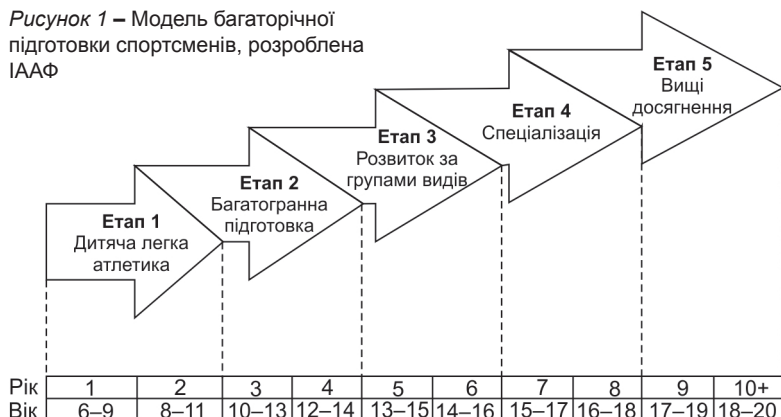 Рисунок 1 – Модель багаторічної
підготовки спортсменів, розроблена
ІААФ
Етап 1
Дитяча легка
атлетика
Етап 2
Багатогранна
підготовка
Етап 3
Розвиток за
групами видів
Етап 4
Спеціалізація
Етап 5
Вищі
досягнення
Рік 1 2 3 4 5 6 7 8 9 10+
Вік 6–9 8–11 10–13 12–14 13–15 14–16 15–17 16–18 17–19 18–20